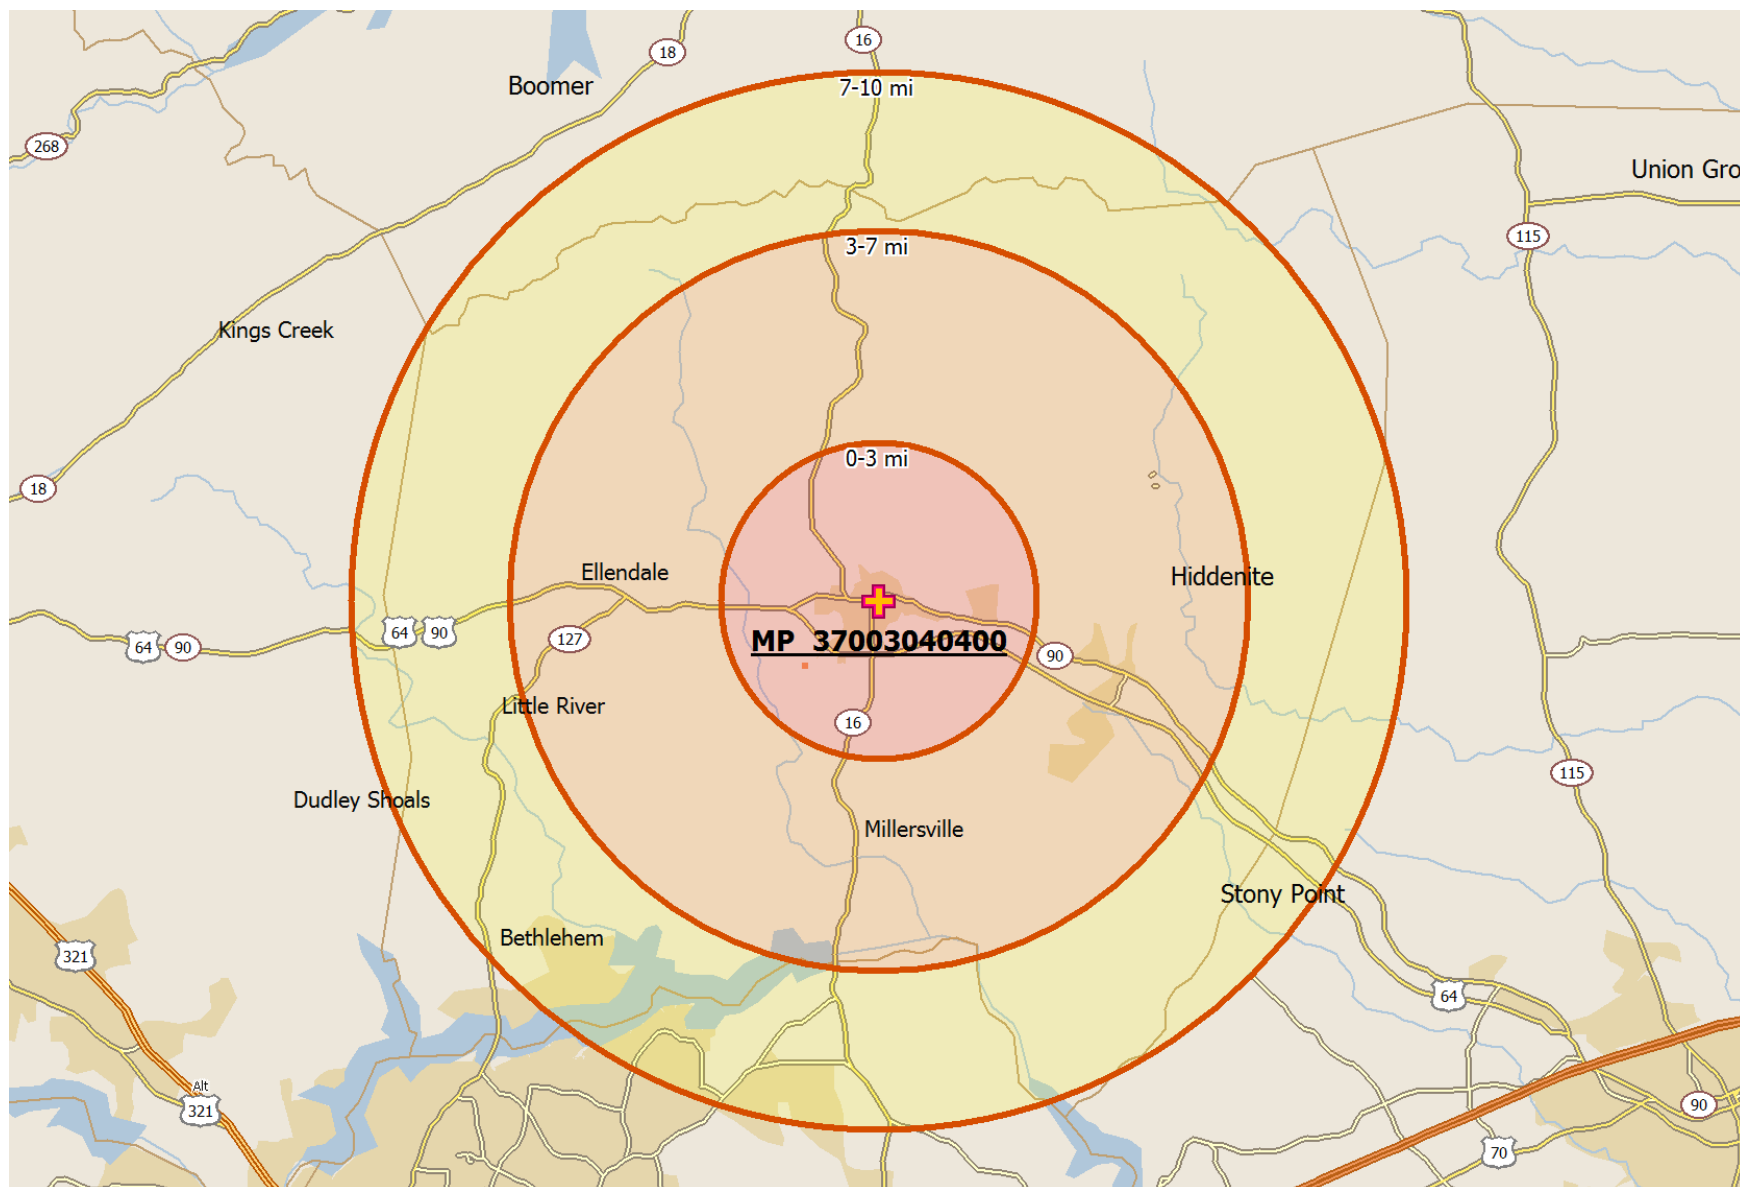 16
18
7-10 mi
Boomer
268
Union Gro
115
3-7 mi
Kings Creek
0-3 mi
18
Ellendale
Hiddenite
64
90
64
90
127
MP 37003040400
90
Little River
16
115
Dudley Shoals
Millersville
Stony Point
Bethlehem
321
64
Alt
321
90
70